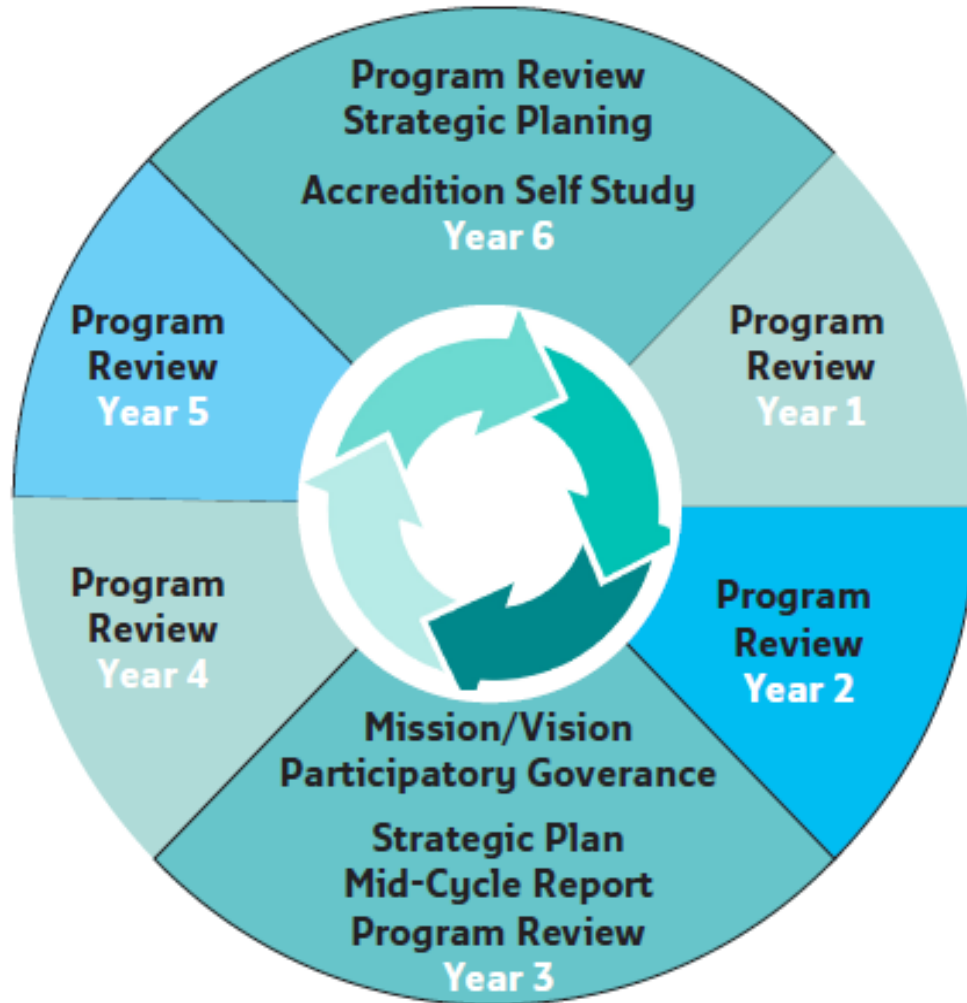 Program Review
Strategic Planing
Accredition Self Study
Year 6
Program
Review
Year 1
Program
Review
Year 2
Mission/Vision
Participatory Goverance
Strategic Plan
Mid-Cycle Report
Program Review
Year 3
Program
Review
Year 4
Program
Review
Year 5